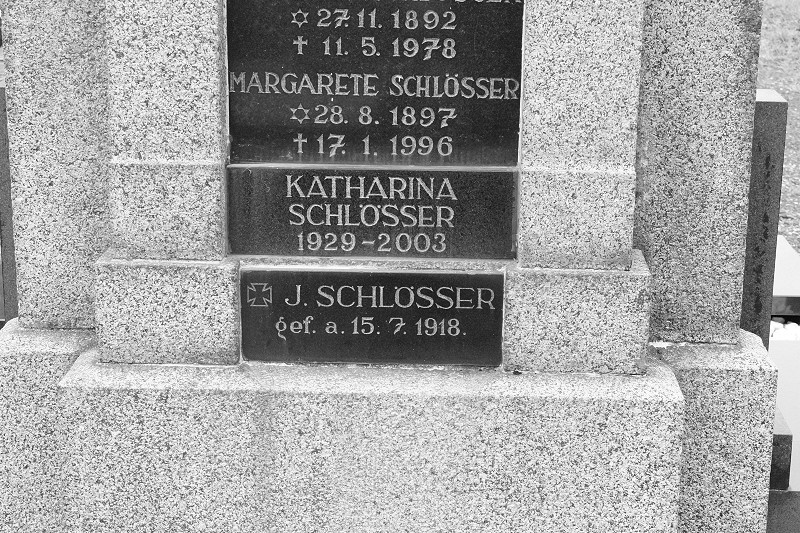 SCHLÖSSER
✡ 27. 11. 1892
† 11. 5. 1978
MARGARETE SCHLÖSSER
✡ 28. 8. 1897
† 17. 1. 1996
KATHARINA
SCHLÖSSER
1929-2003
J. SCHLÖSSER
gef. a. 15. 7. 1918.